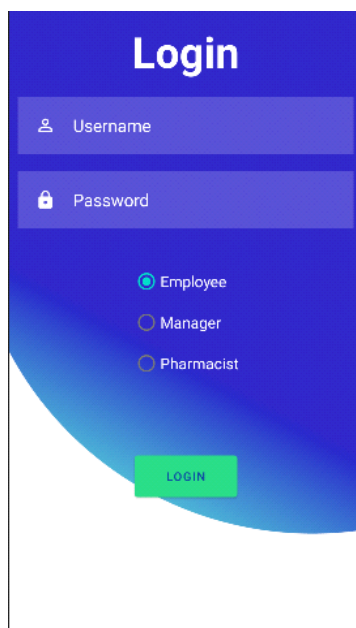 Login
Username
Password
Employee
Manager
Pharmacist
LOGIN